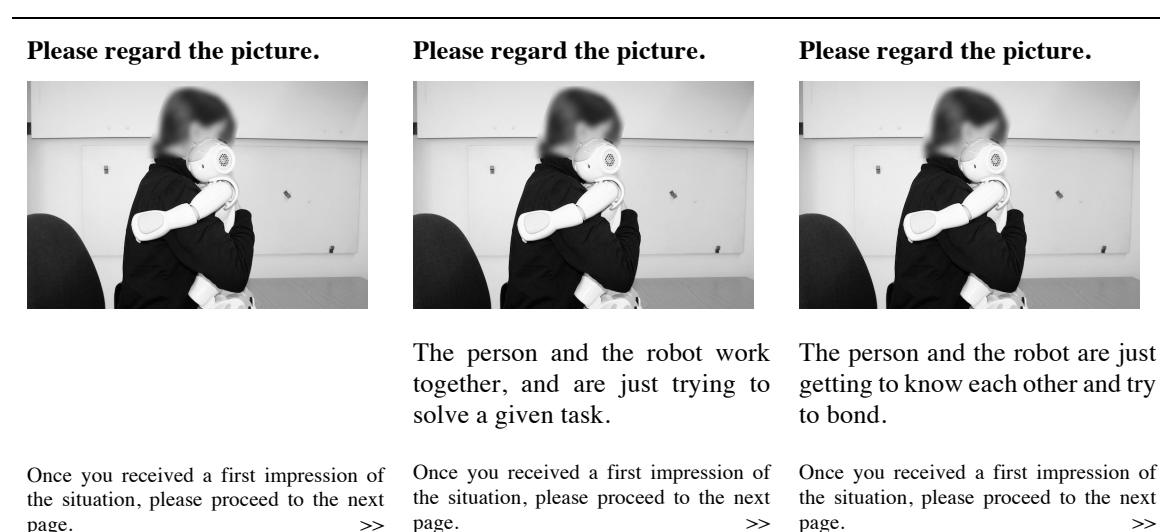 Please regard the picture.
Once you received a first impression of
the situation, please proceed to the next
page. >>
Please regard the picture.
The person and the robot work
together, and are just trying to
solve a given task.
Once you received a first impression of
the situation, please proceed to the next
page. >>
Please regard the picture.
The person and the robot are just
getting to know each other and try
to bond.
Once you received a first impression of
the situation, please proceed to the next
page. >>